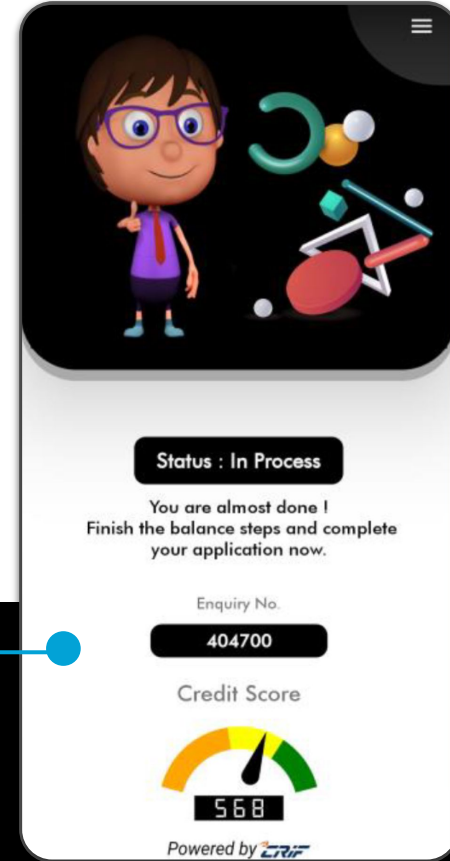 Status : In Process
You are almost done !
Finish the balance steps and complete
your application now.
Enquiry No.
404700
Credit Score
568
Powered by CRIF